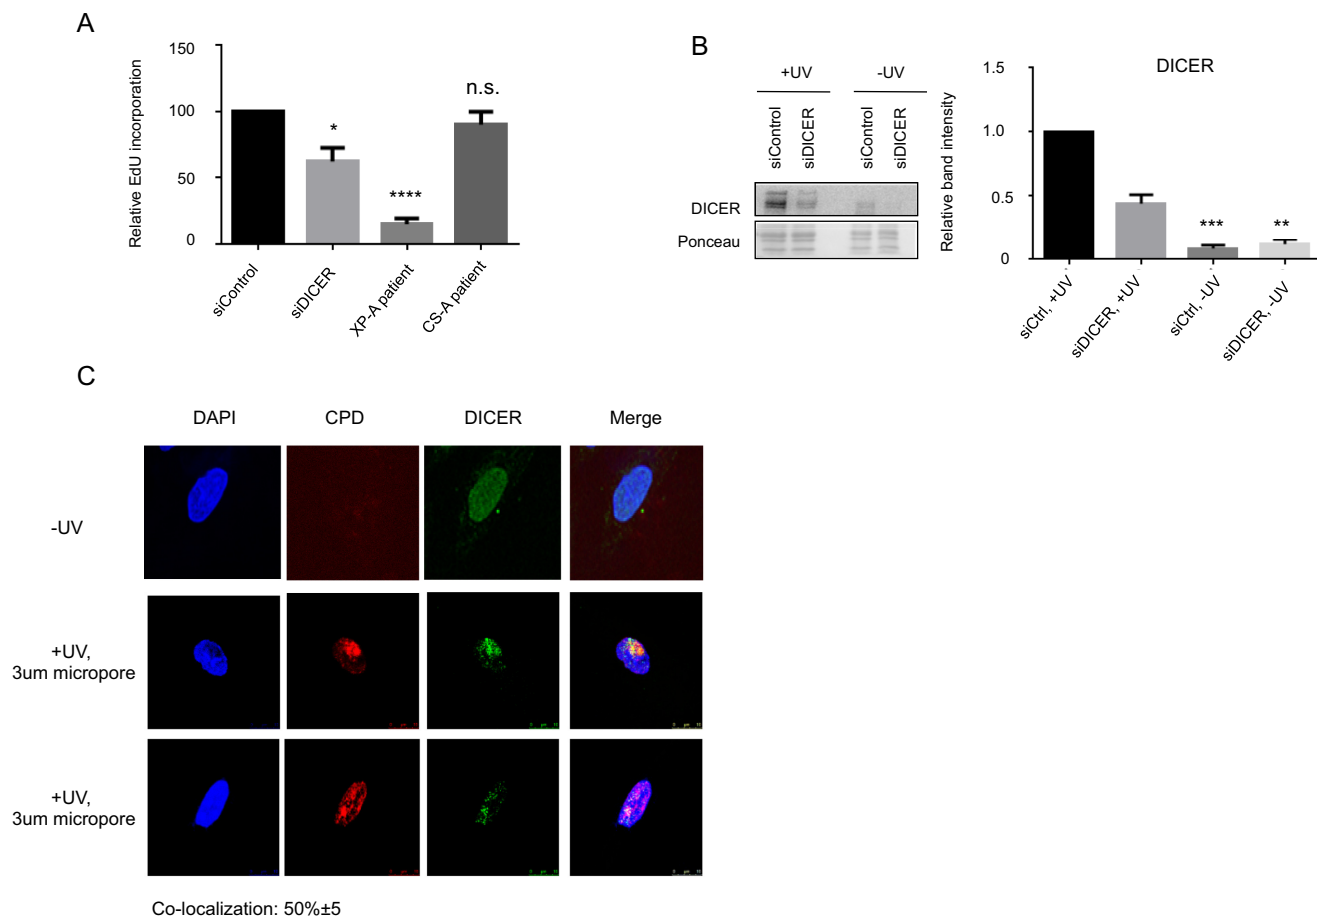 A
150
100
50
0
Relative EdU incorporation
*
****
n.s.
siControl
siDICER
XP-A patient
CS-A patient
B
+UV
-UV
siControl
siDICER
siControl
siDICER
DICER
Ponceau
DICER
1.5
1.0
0.5
0
Relative band intensity
***
**
siCtrl, +UV
siDICER, +UV
siCtrl, -UV
siDICER, -UV
C
DAPI
CPD
DICER
Merge
-UV
+UV,
3um micropore
+UV,
3um micropore
Co-localization: 50%±5